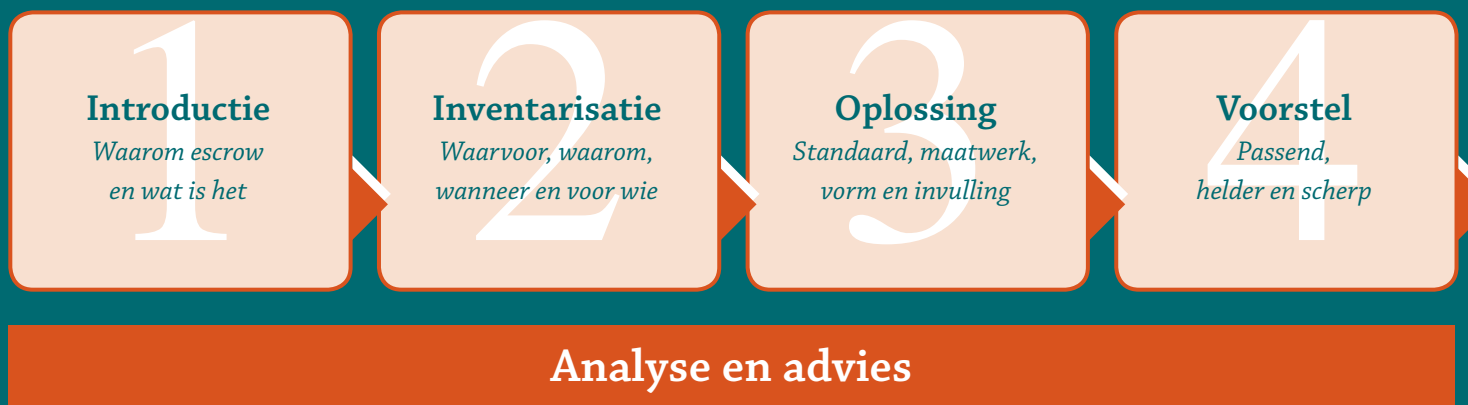 1
Introductie
Waarom escrow
en wat is het
2
Inventarisatie
Waarvoor, waarom,
wanneer en voor wie
3
Oplossing
Standaard, maatwerk,
vorm en invulling
4
Voorstel
Passend,
helder en scherp
Analyse en advies